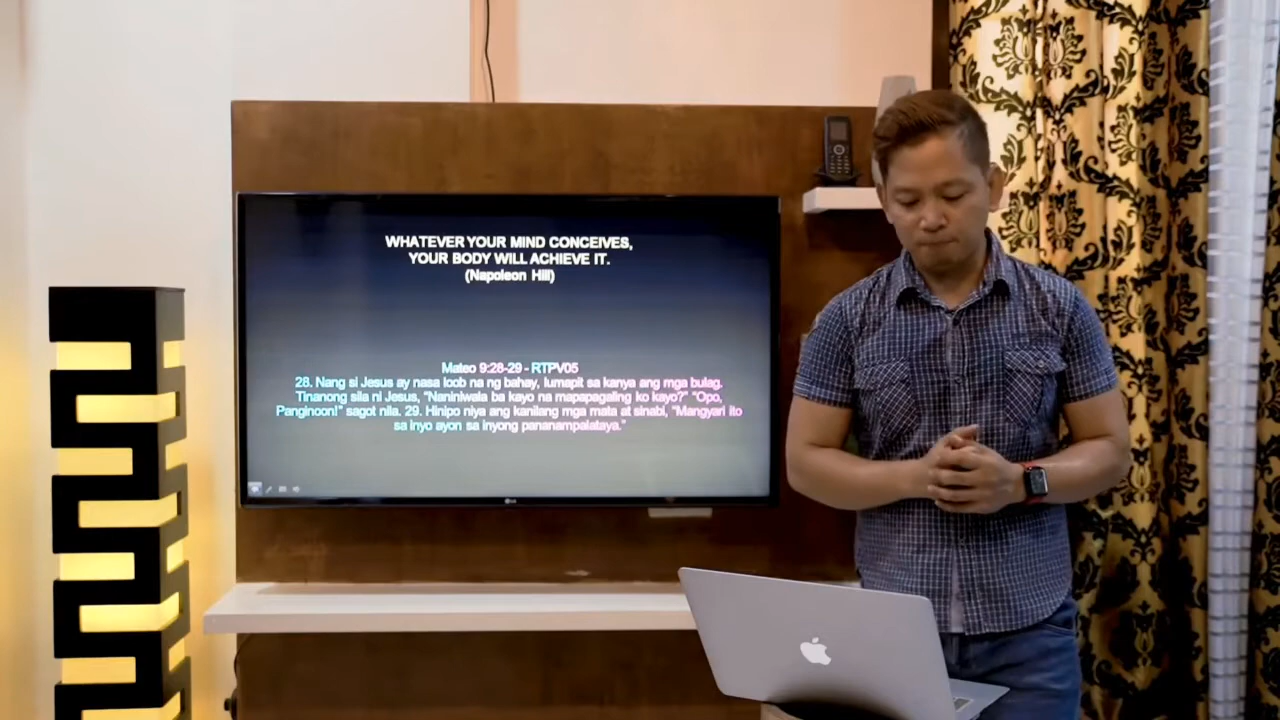 WHATEVER YOUR MIND CONCEIVES,
YOUR BODY WILL ACHIEVE IT.
(Napoleon Hill)
Mateo 9:28-29 - RTPV05
28. Nang si Jesus ay nasa loob na ng bahay, lumapit sa kanya ang mga bulag.
Tinanong sila ni Jesus, “Naniniwala ba kayo na mapapagaling ko kayo?” “Opo,
Panginoon!” sagot nila. 29. Hinipo niya ang kanilang mga mata at sinabi, “Mangyari ito
sa inyo ayon sa inyong pananampalataya.”
LG